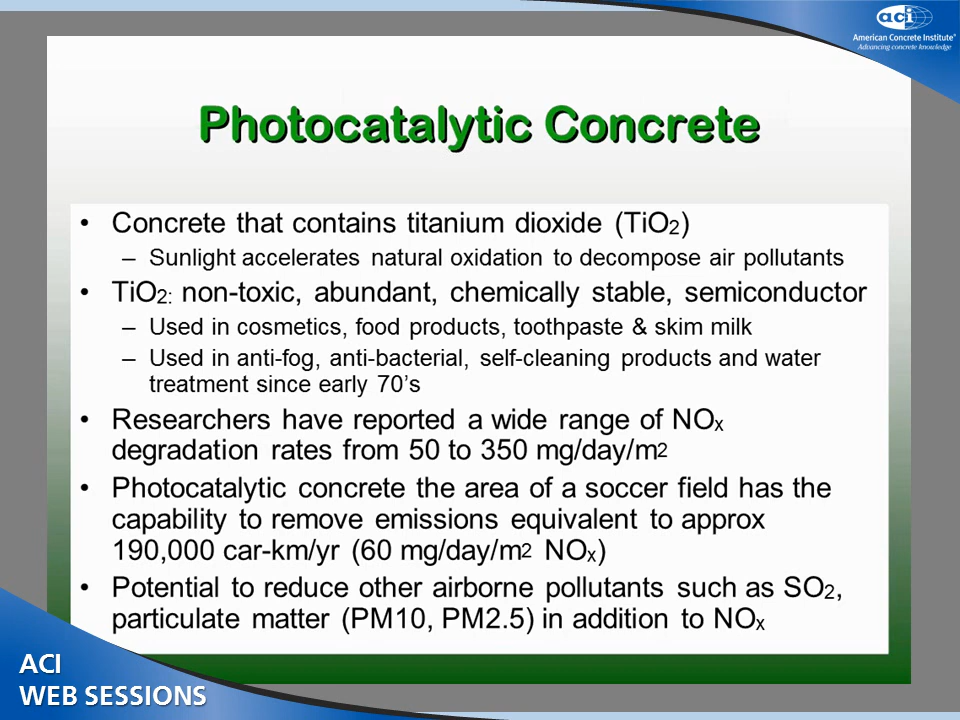 aci
American Concrete Institute®
Advancing concrete knowledge
Photocatalytic Concrete
• Concrete that contains titanium dioxide (TiO2)
– Sunlight accelerates natural oxidation to decompose air pollutants
• TiO2: non-toxic, abundant, chemically stable, semiconductor
– Used in cosmetics, food products, toothpaste & skim milk
– Used in anti-fog, anti-bacterial, self-cleaning products and water
treatment since early 70's
• Researchers have reported a wide range of NOx
degradation rates from 50 to 350 mg/day/m2
• Photocatalytic concrete the area of a soccer field has the
capability to remove emissions equivalent to approx
190,000 car-km/yr (60 mg/day/m2 NOx)
• Potential to reduce other airborne pollutants such as SO2,
particulate matter (PM10, PM2.5) in addition to NOx
ACI
WEB SESSIONS